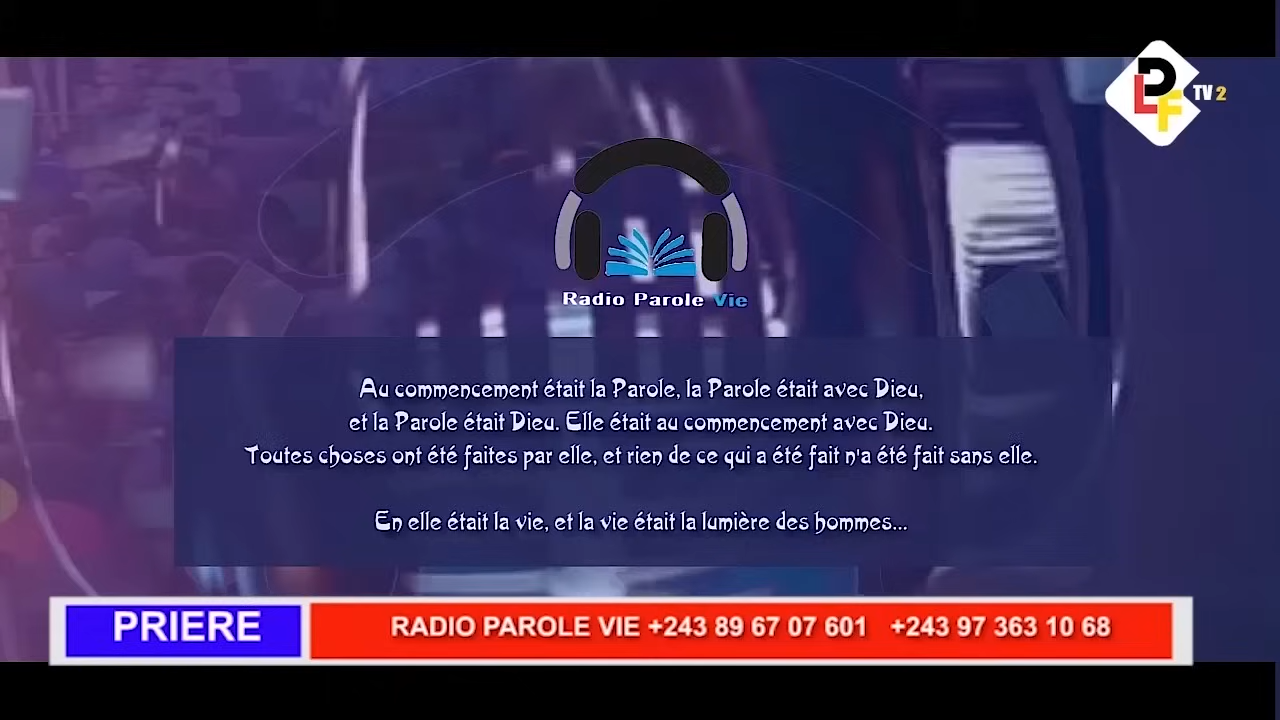 LDF TV 2
Radio Parole Vie
Au commencement était la Parole, la Parole était avec Dieu,
et la Parole était Dieu. Elle était au commencement avec Dieu.
Toutes choses ont été faites par elle, et rien de ce qui a été fait n'a été fait sans elle.
En elle était la vie, et la vie était la lumière des hommes...
PRIERE
RADIO PAROLE VIE +243 89 67 07 601 +243 97 363 10 68